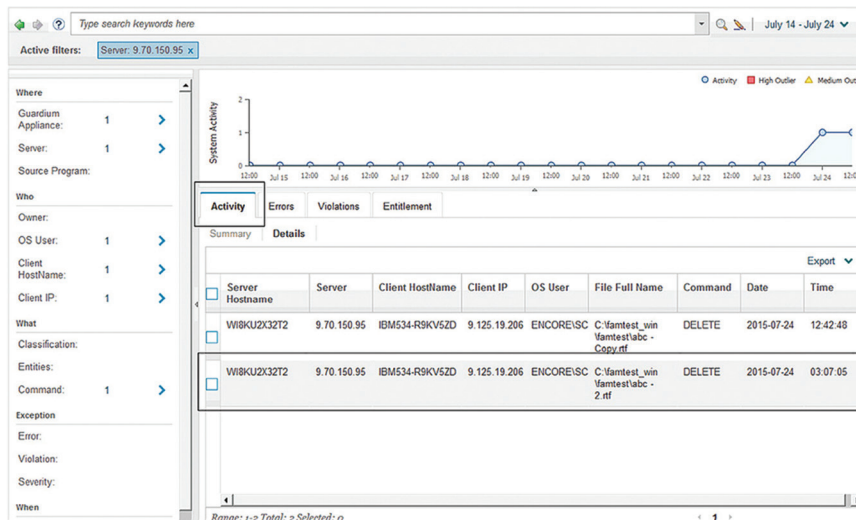 Type search keywords here
July 14 - July 24
Active filters: Server: 9.70.150.95 x
Where
Guardium Appliance: 1
Server: 1
Source Program:
Who
Owner:
OS User: 1
Client HostName: 1
Client IP: 1
What
Classification:
Entities:
Command: 1
Exception
Error:
Violation:
Severity:
When
Activity High Outlier Medium Out
System Activity
2
1
0
12:00 Jul 15 12:00 Jul 16 12:00 Jul 17 12:00 Jul 18 12:00 Jul 19 12:00 Jul 20 12:00 Jul 21 12:00 Jul 22 12:00 Jul 23 12:00 Jul 24 12:0
Activity Errors Violations Entitlement
Summary Details
Export
Server Hostname Server Client HostName Client IP OS User File Full Name Command Date Time
WI8KU2X32T2 9.70.150.95 IBM534-R9KV5ZD 9.125.19.206 ENCORE\SC C:\famtest_win\famtest\abc - Copy.rtf DELETE 2015-07-24 12:42:48
WI8KU2X32T2 9.70.150.95 IBM534-R9KV5ZD 9.125.19.206 ENCORE\SC C:\famtest_win\famtest\abc - 2.rtf DELETE 2015-07-24 03:07:05
Range: 1-2 Total: 2 Selected: 0
1